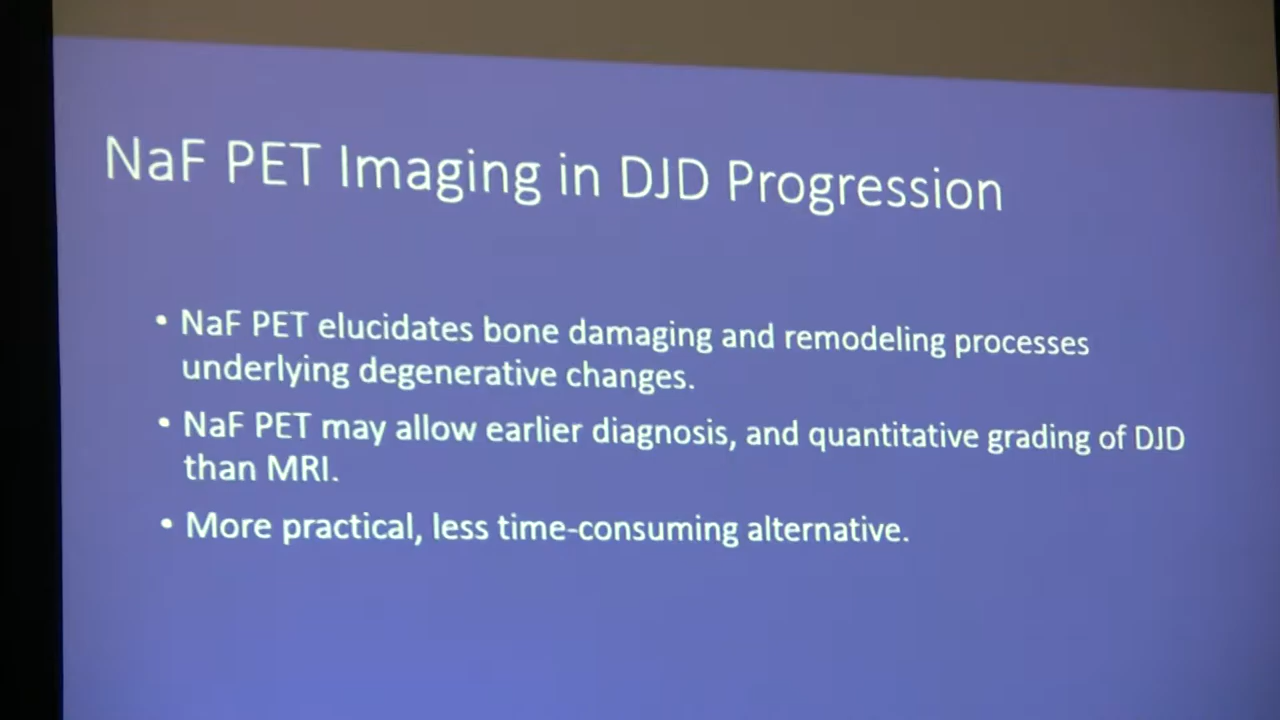 NaF PET Imaging in DJD Progression
• NaF PET elucidates bone damaging and remodeling processes
underlying degenerative changes.
• NaF PET may allow earlier diagnosis, and quantitative grading of DJD
than MRI.
• More practical, less time-consuming alternative.